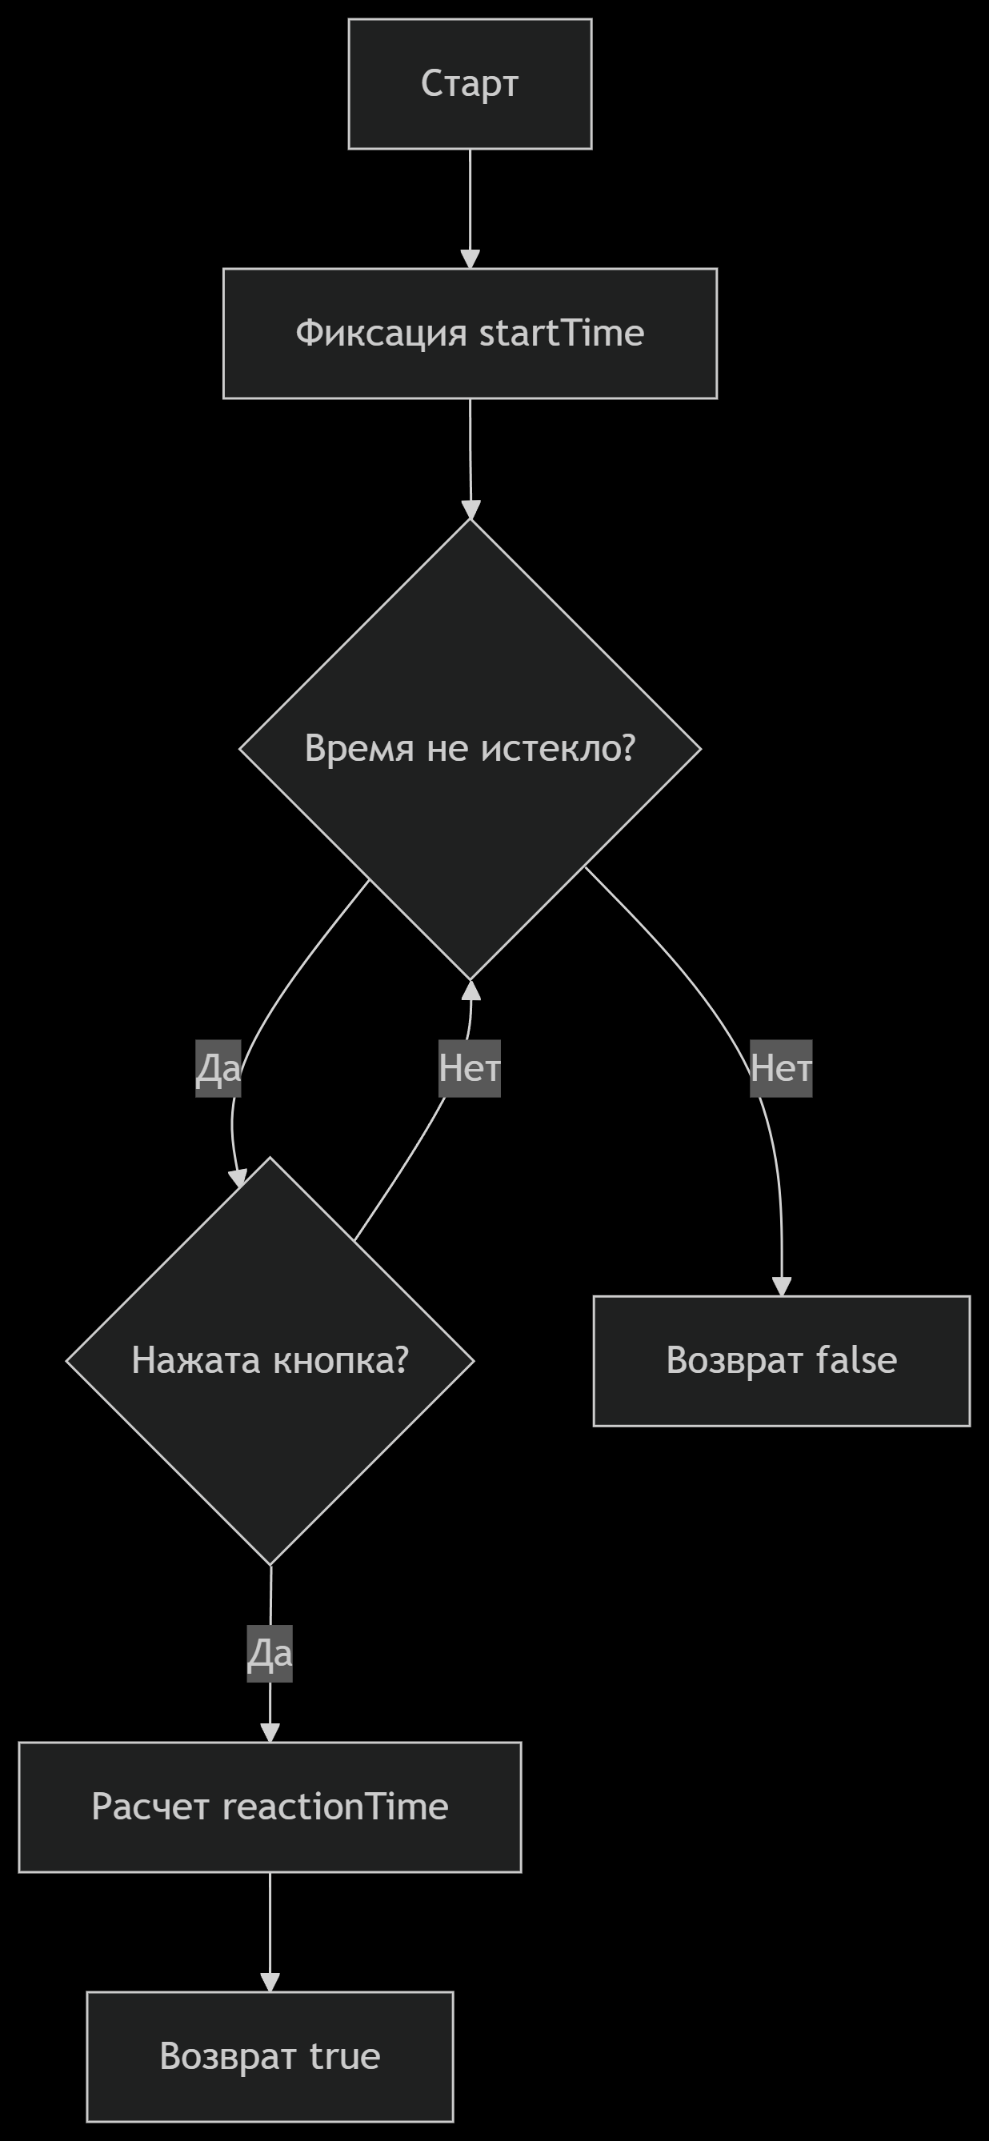 Старт
Фиксация startTime
Время не истекло?
Да
Нет
Нет
Нажата кнопка?
Возврат false
Да
Расчет reactionTime
Возврат true